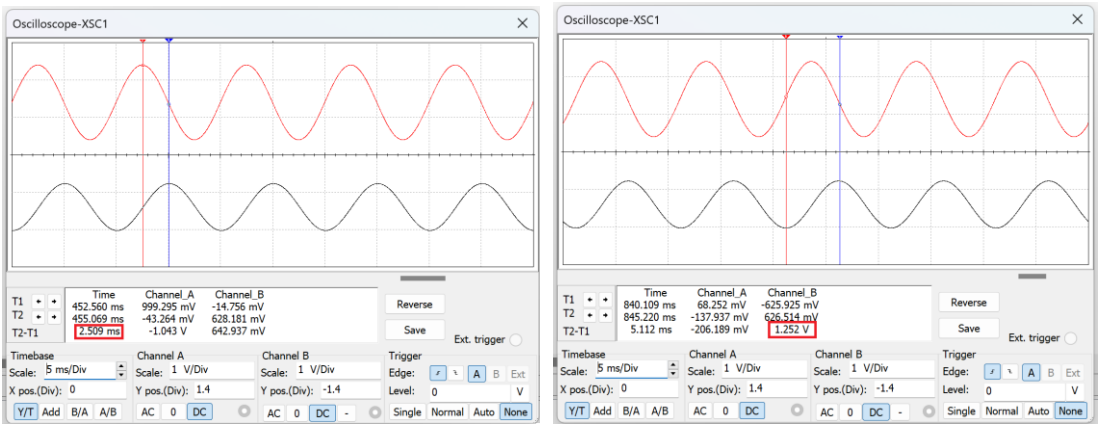 Oscilloscope-XSC1
Time Channel_A Channel_B
T1 452.560 ms 999.295 mV -14.756 mV
T2 455.069 ms -43.264 mV 628.181 mV
T2-T1 2.509 ms -1.043 V 642.937 mV
Reverse
Save
Ext. trigger
Timebase
Scale: 5 ms/Div
X pos.(Div): 0
Y/T Add B/A A/B
Channel A
Scale: 1 V/Div
Y pos.(Div): 1.4
AC 0 DC
Channel B
Scale: 1 V/Div
Y pos.(Div): -1.4
AC 0 DC -
Trigger
Edge: A B Ext
Level: 0 V
Single Normal Auto None
Oscilloscope-XSC1
Time Channel_A Channel_B
T1 840.109 ms 68.252 mV -625.925 mV
T2 845.220 ms -137.937 mV 626.514 mV
T2-T1 5.112 ms -206.189 mV 1.252 V
Reverse
Save
Ext. trigger
Timebase
Scale: 5 ms/Div
X pos.(Div): 0
Y/T Add B/A A/B
Channel A
Scale: 1 V/Div
Y pos.(Div): 1.4
AC 0 DC
Channel B
Scale: 1 V/Div
Y pos.(Div): -1.4
AC 0 DC -
Trigger
Edge: A B Ext
Level: 0 V
Single Normal Auto None